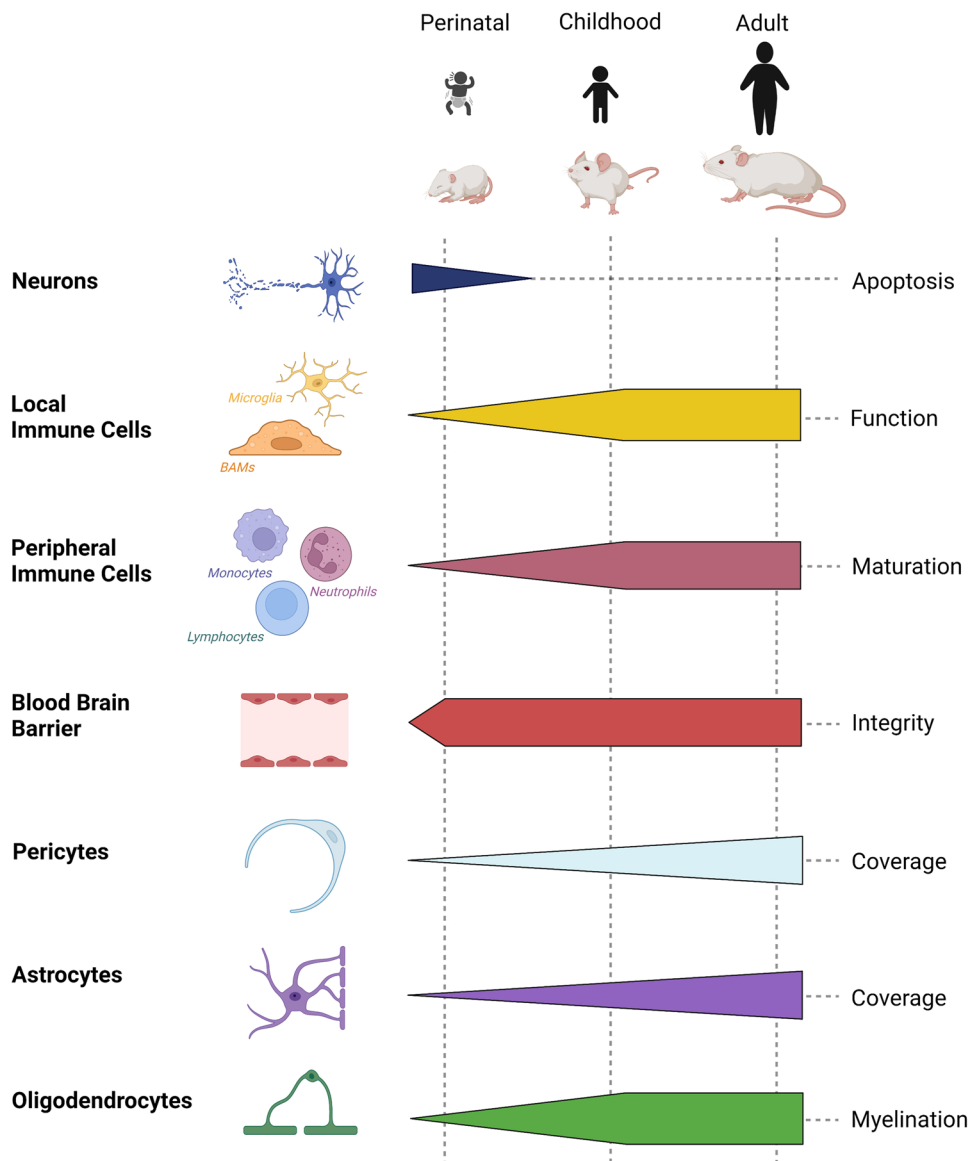 Perinatal
Childhood
Adult
Neurons
Apoptosis
Local
Immune Cells
Microglia
BAMs
Function
Peripheral
Immune Cells
Monocytes
Neutrophils
Lymphocytes
Maturation
Blood Brain
Barrier
Integrity
Pericytes
Coverage
Astrocytes
Coverage
Oligodendrocytes
Myelination